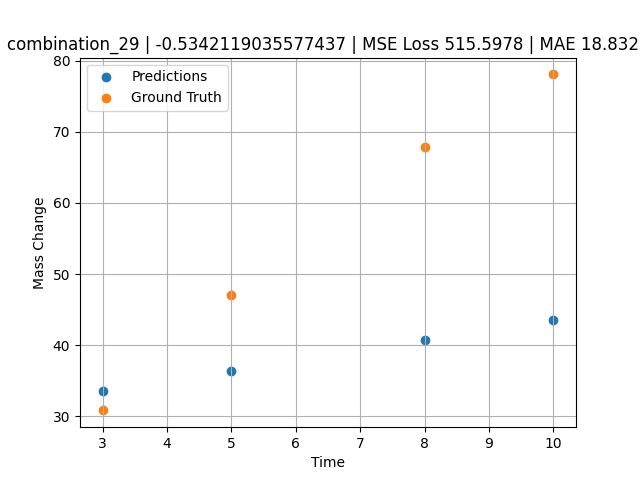 combination_29 | -0.5342119035577437 | MSE Loss 515.5978 | MAE 18.832
Predictions
Ground Truth
80
70
60
50
40
30
Mass Change
3 4 5 6 7 8 9 10
Time